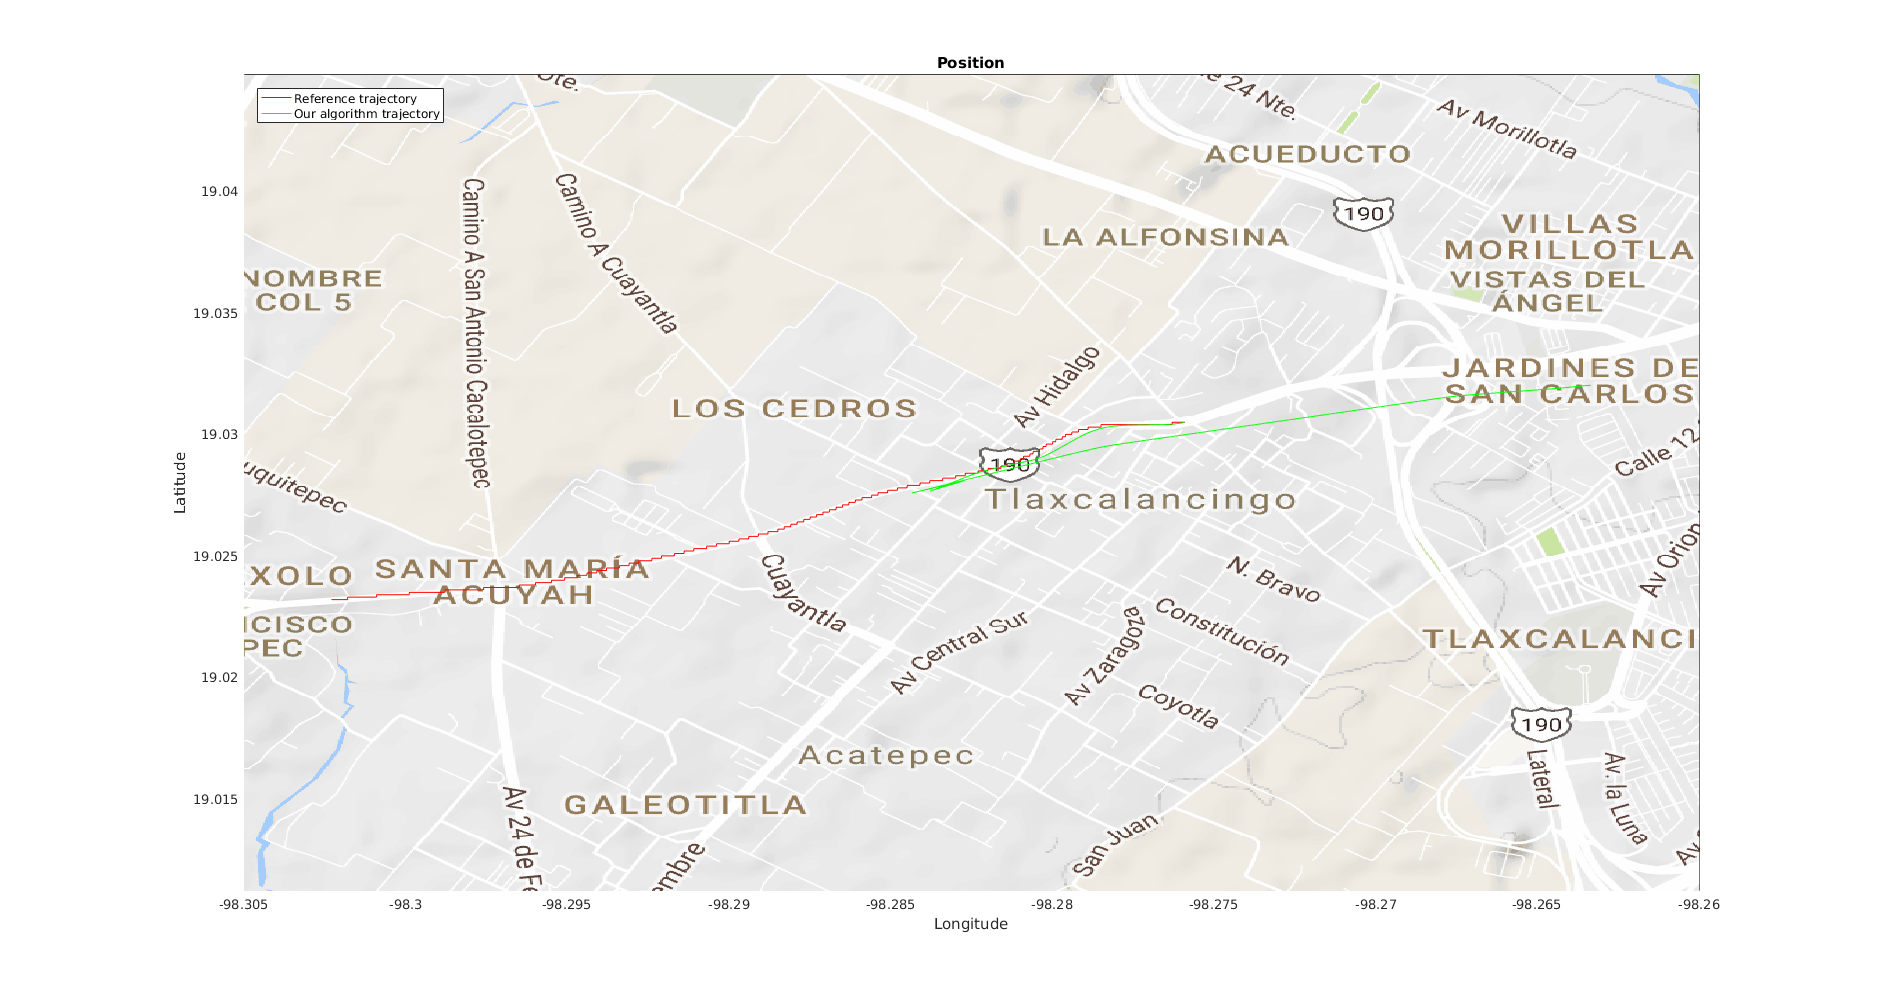 Position
Reference trajectory
Our algorithm trajectory
Ote.
e 24 Nte.
Av Morillotla
ACUEDUCTO
190
VILLAS
MORILLOTLA
LA ALFONSINA
VISTAS DEL
ÁNGEL
NOMBRE
COL 5
Camino A San Antonio Cacalotepec
Camino A Cuayantla
Av Hidalgo
JARDINES DE
SAN CARLOS
LOS CEDROS
Calle 12
190
Tlaxcalancingo
uquitepec
Av Orion
SANTA MARÍA
ACUYAH
XOLO
Cuayantla
N. Bravo
Constitución
ICISCO
PEC
Av Central Sur
Av Zaragoza
TLAXCALANCI
Coyotla
190
Acatepec
Lateral
Av. la Luna
GALEOTITLA
Av 24 de Fe
embre
San Juan
Av
19.04
19.035
19.03
19.025
19.02
19.015
Latitude
-98.305
-98.3
-98.295
-98.29
-98.285
-98.28
-98.275
-98.27
-98.265
-98.26
Longitude